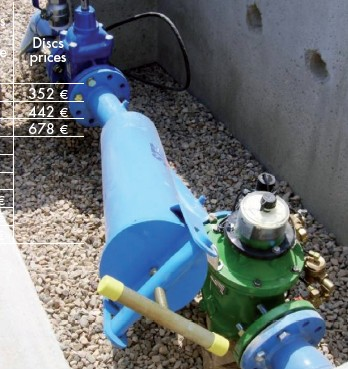 Discs
prices
352 €
442 €
678 €